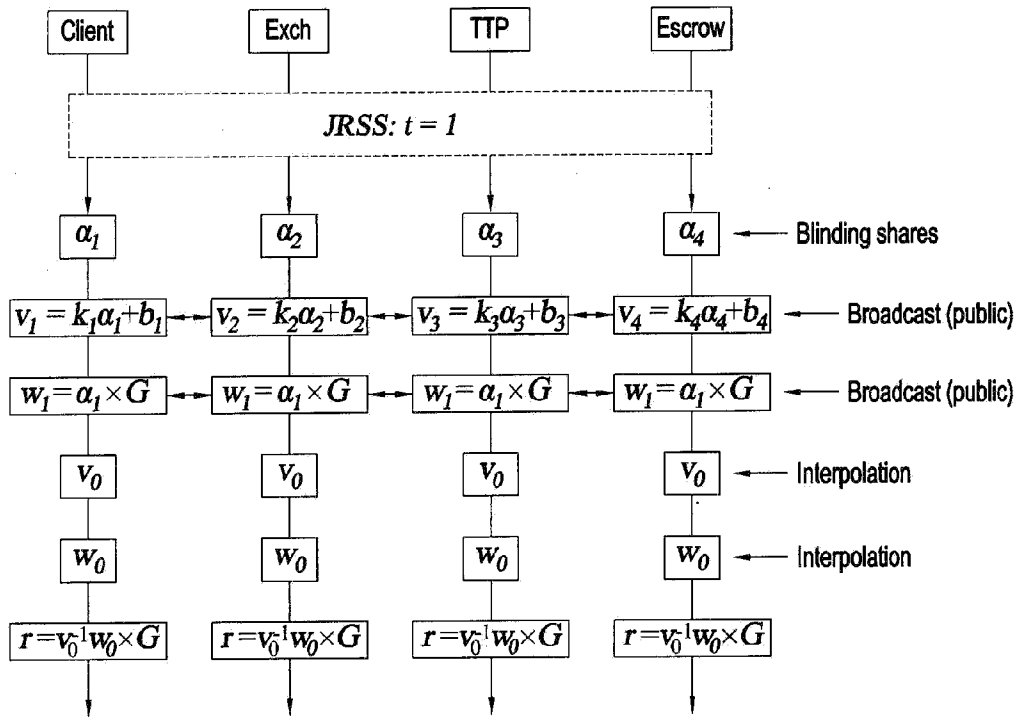 Client Exch TTP Escrow
JRSS: t = 1
α₁ α₂ α₃ α₄ Blinding shares
v₁ = k₁α₁+b₁ v₂ = k₂α₂+b₂ v₃ = k₃α₃+b₃ v₄ = k₄α₄+b₄ Broadcast (public)
w₁ = α₁ × G w₁ = α₁ × G w₁ = α₁ × G w₁ = α₁ × G Broadcast (public)
v₀ v₀ v₀ v₀ Interpolation
w₀ w₀ w₀ w₀ Interpolation
r = v₀⁻¹w₀×G r = v₀⁻¹w₀×G r = v₀⁻¹w₀×G r = v₀⁻¹w₀×G